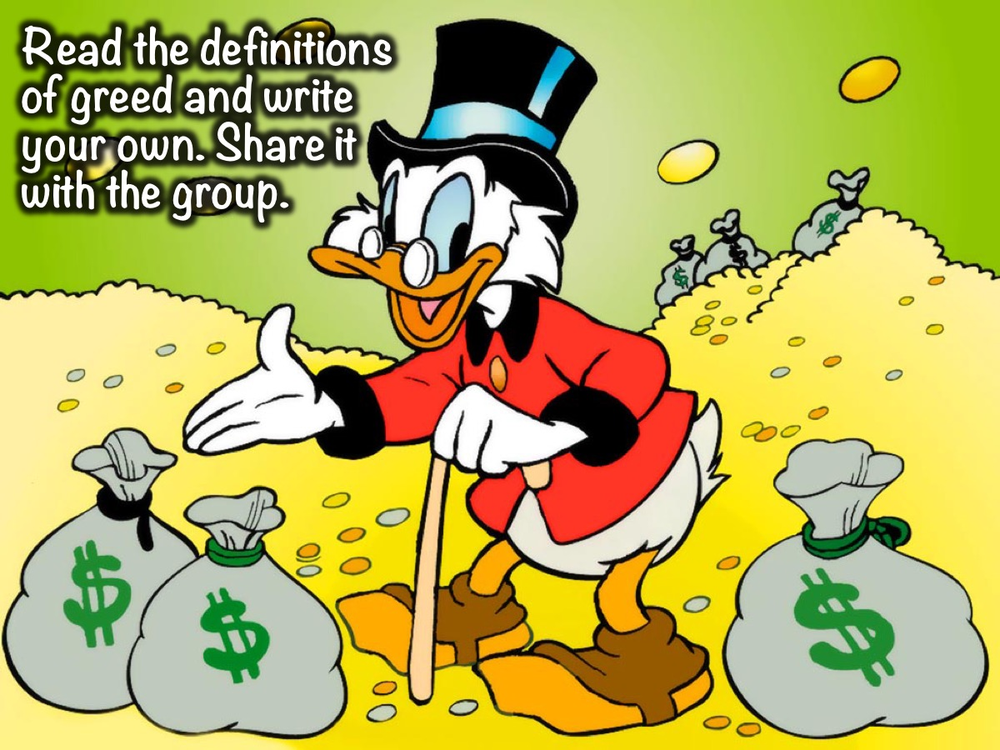 Read the definitions
of greed and write
your own. Share it
with the group.
$
$
$
$
$
$